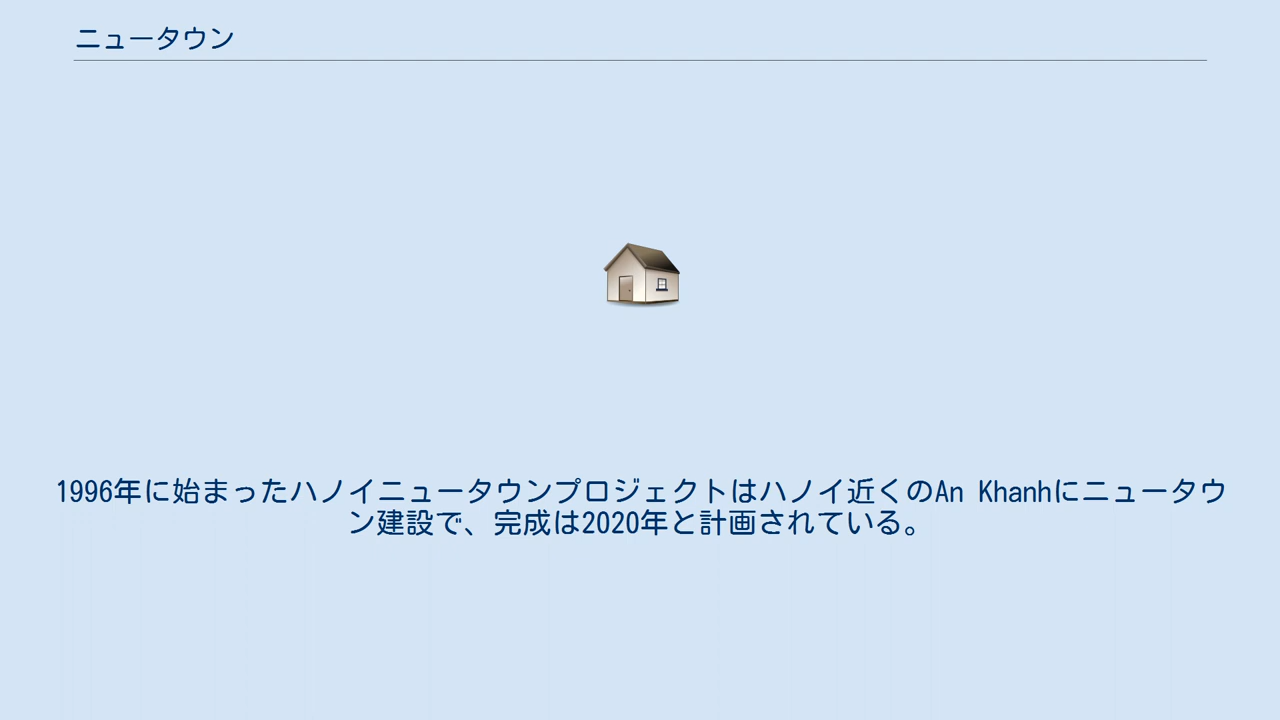 ニュータウン
1996年に始まったハノイニュータウンプロジェクトはハノイ近くのAn Khanhにニュータウ
ン建設で、完成は2020年と計画されている。